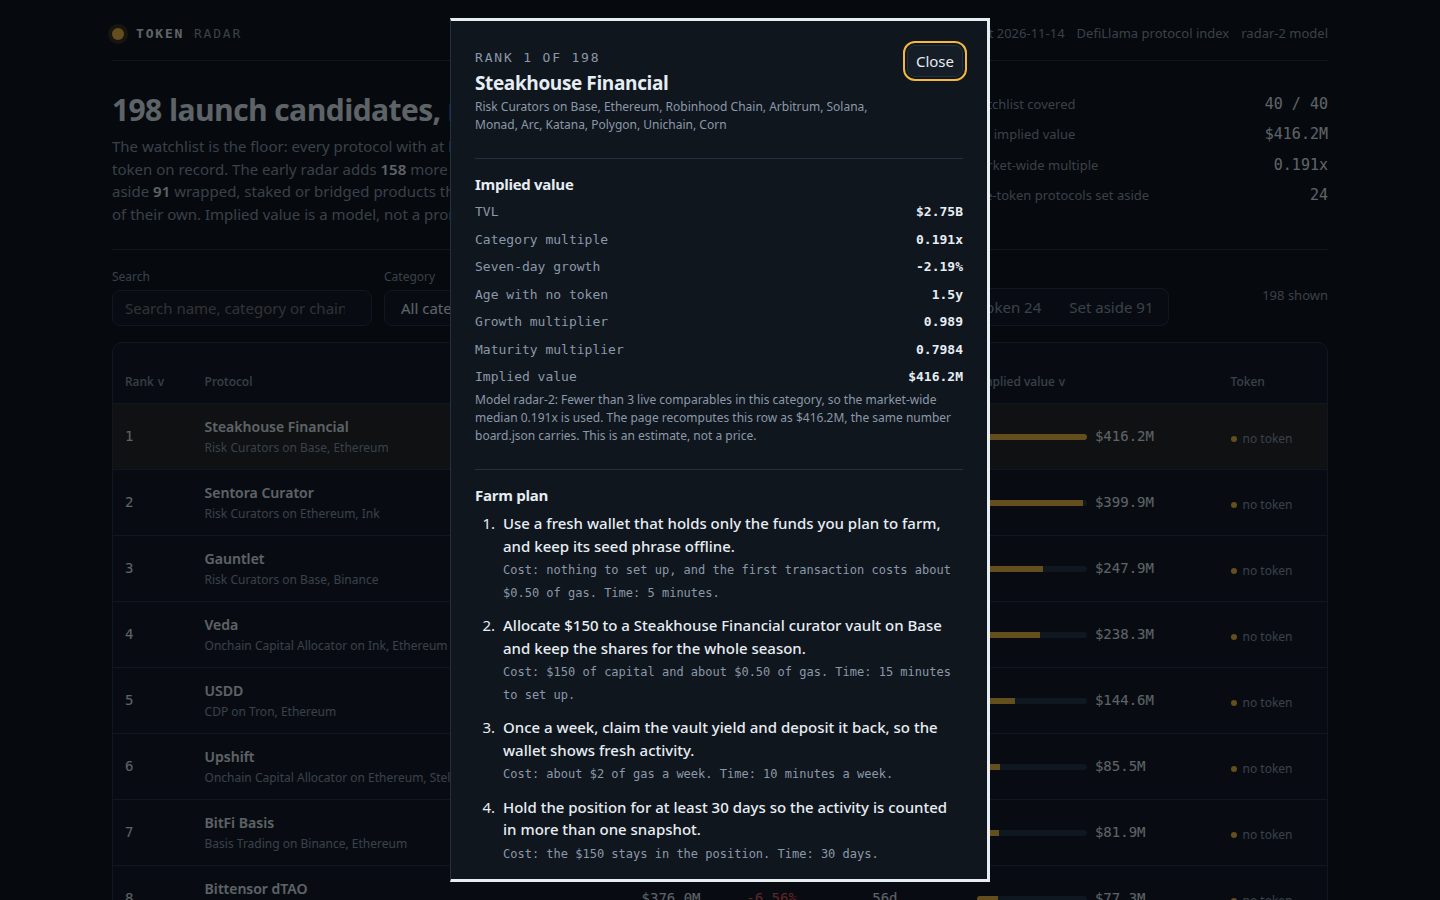 TOKEN RADAR
2026-11-14 DefiLlama protocol index radar-2 model
198 launch candidates,
The watchlist is the floor: every protocol with at
token on record. The early radar adds 158 more
aside 91 wrapped, staked or bridged products
of their own. Implied value is a model, not a
covered 40 / 40
implied value $416.2M
multiple 0.191x
-token protocols set aside 24
Search
Category
Search name, category or chain
All
24
Set aside 91
198 shown
Rank v
Protocol
value v
Token
1
Steakhouse Financial
Risk Curators on Base, Ethereum
$416.2M
no token
2
Sentora Curator
Risk Curators on Ethereum, Ink
$399.9M
no token
3
Gauntlet
Risk Curators on Base, Binance
$247.9M
no token
4
Veda
Onchain Capital Allocator on Ink, Ethereum
$238.3M
no token
5
USDD
CDP on Tron, Ethereum
$144.6M
no token
6
Upshift
Onchain Capital Allocator on Ethereum,
$85.5M
no token
7
BitFi Basis
Basis Trading on Binance, Ethereum
$81.9M
no token
8
Bittensor dTAO
$376.0M
-6.56%
56d
$77.3M
no token
RANK 1 OF 198
Close
Steakhouse Financial
Risk Curators on Base, Ethereum, Robinhood Chain, Arbitrum, Solana,
Monad, Arc, Katana, Polygon, Unichain, Corn
Implied value
TVL $2.75B
Category multiple 0.191x
Seven-day growth -2.19%
Age with no token 1.5y
Growth multiplier 0.989
Maturity multiplier 0.7984
Implied value $416.2M
Model radar-2: Fewer than 3 live comparables in this category, so the market-wide
median 0.191x is used. The page recomputes this row as $416.2M, the same number
board.json carries. This is an estimate, not a price.
Farm plan
1. Use a fresh wallet that holds only the funds you plan to farm,
and keep its seed phrase offline.
Cost: nothing to set up, and the first transaction costs about
$0.50 of gas. Time: 5 minutes.
2. Allocate $150 to a Steakhouse Financial curator vault on Base
and keep the shares for the whole season.
Cost: $150 of capital and about $0.50 of gas. Time: 15 minutes
to set up.
3. Once a week, claim the vault yield and deposit it back, so the
wallet shows fresh activity.
Cost: about $2 of gas a week. Time: 10 minutes a week.
4. Hold the position for at least 30 days so the activity is counted
in more than one snapshot.
Cost: the $150 stays in the position. Time: 30 days.